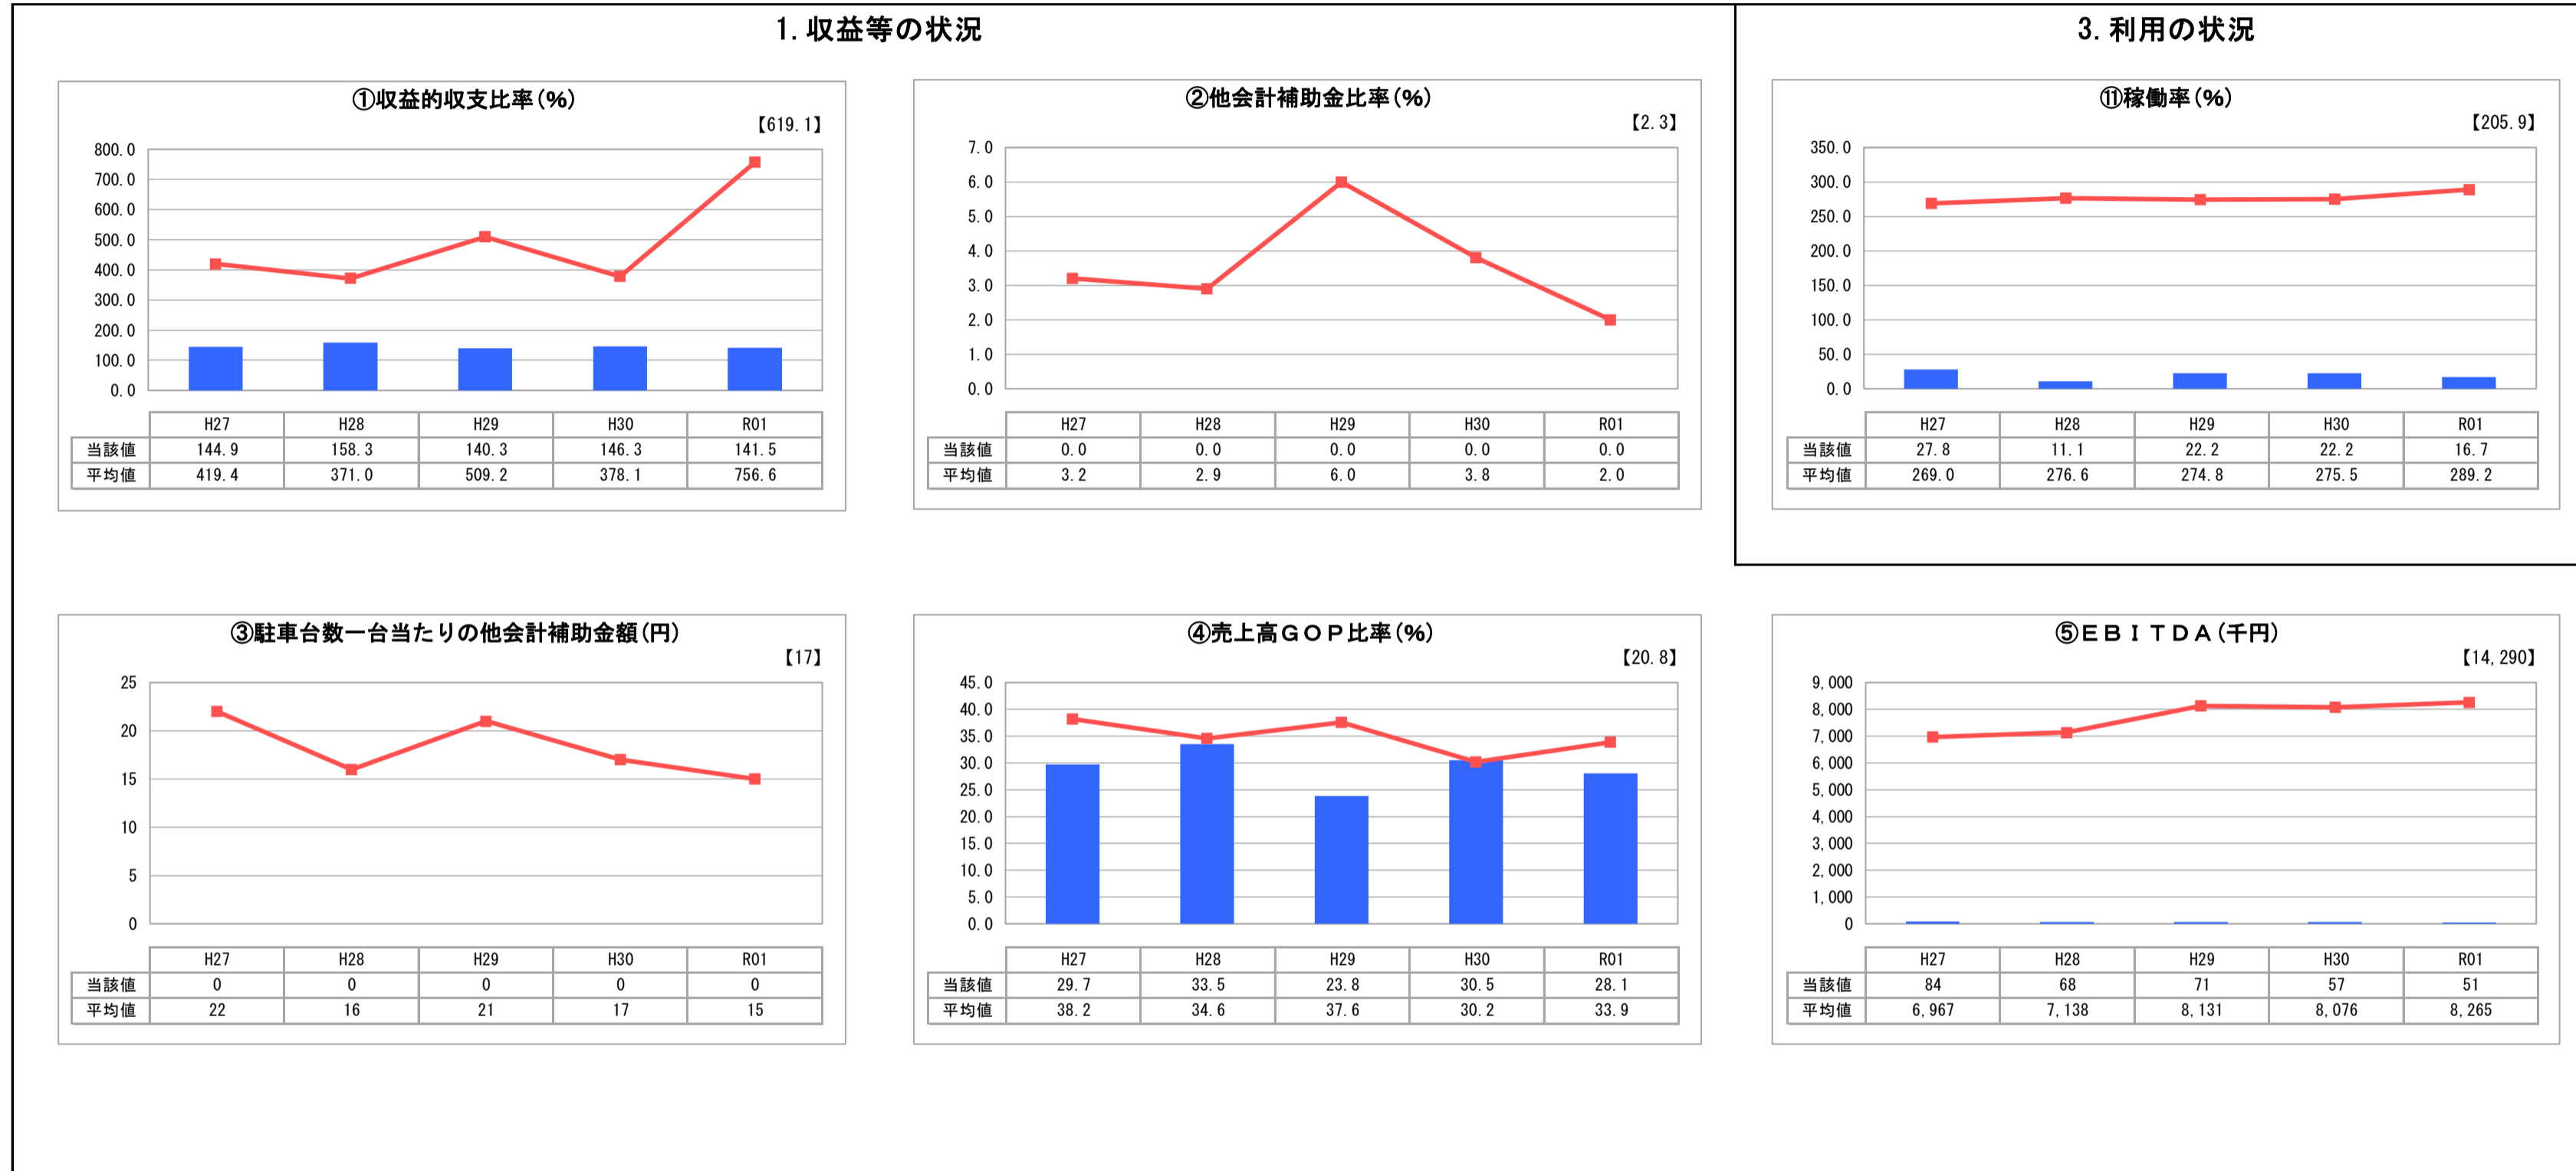 1. 収益等の状況
3. 利用の状況
①収益的収支比率(%)
【619.1】
800.0
700.0
600.0
500.0
400.0
300.0
200.0
100.0
0.0
H27 H28 H29 H30 R01
当該値 144.9 158.3 140.3 146.3 141.5
平均値 419.4 371.0 509.2 378.1 756.6
②他会計補助金比率(%)
【2.3】
7.0
6.0
5.0
4.0
3.0
2.0
1.0
0.0
H27 H28 H29 H30 R01
当該値 0.0 0.0 0.0 0.0 0.0
平均値 3.2 2.9 6.0 3.8 2.0
⑪稼働率(%)
【205.9】
350.0
300.0
250.0
200.0
150.0
100.0
50.0
0.0
H27 H28 H29 H30 R01
当該値 27.8 11.1 22.2 22.2 16.7
平均値 269.0 276.6 274.8 275.5 289.2
③駐車台数一台当たりの他会計補助金額(円)
【17】
25
20
15
10
5
0
H27 H28 H29 H30 R01
当該値 0 0 0 0 0
平均値 22 16 21 17 15
④売上高GOP比率(%)
【20.8】
45.0
40.0
35.0
30.0
25.0
20.0
15.0
10.0
5.0
0.0
H27 H28 H29 H30 R01
当該値 29.7 33.5 23.8 30.5 28.1
平均値 38.2 34.6 37.6 30.2 33.9
⑤EBITDA(千円)
【14,290】
9,000
8,000
7,000
6,000
5,000
4,000
3,000
2,000
1,000
0
H27 H28 H29 H30 R01
当該値 84 68 71 57 51
平均値 6,967 7,138 8,131 8,076 8,265